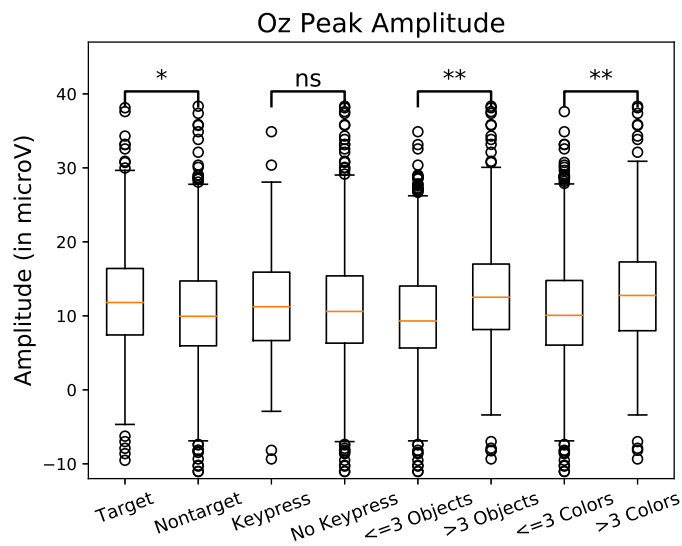 Oz Peak Amplitude
* ns ** **
40
30
20
10
0
−10
Amplitude (in microV)
Target Nontarget Keypress No Keypress <=3 Objects >3 Objects <=3 Colors >3 Colors